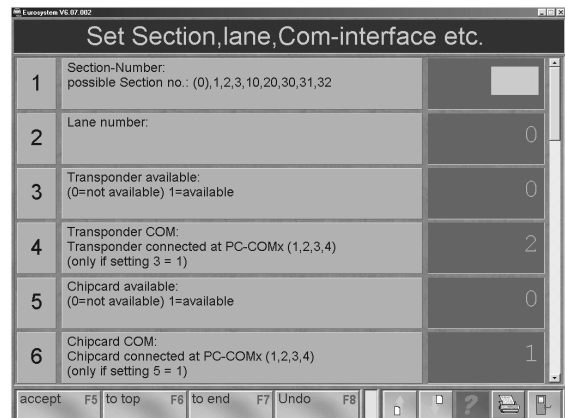 Eurosystem V6.07.002
Set Section,lane,Com-interface etc.
1
Section-Number:
possible Section no.: (0),1,2,3,10,20,30,31,32
2
Lane number:
0
3
Transponder available:
(0=not available) 1=available
0
4
Transponder COM:
Transponder connected at PC-COMx (1,2,3,4)
(only if setting 3 = 1)
2
5
Chipcard available:
(0=not available) 1=available
0
6
Chipcard COM:
Chipcard connected at PC-COMx (1,2,3,4)
(only if setting 5 = 1)
1
accept F5 to top F6 to end F7 Undo F8 ?